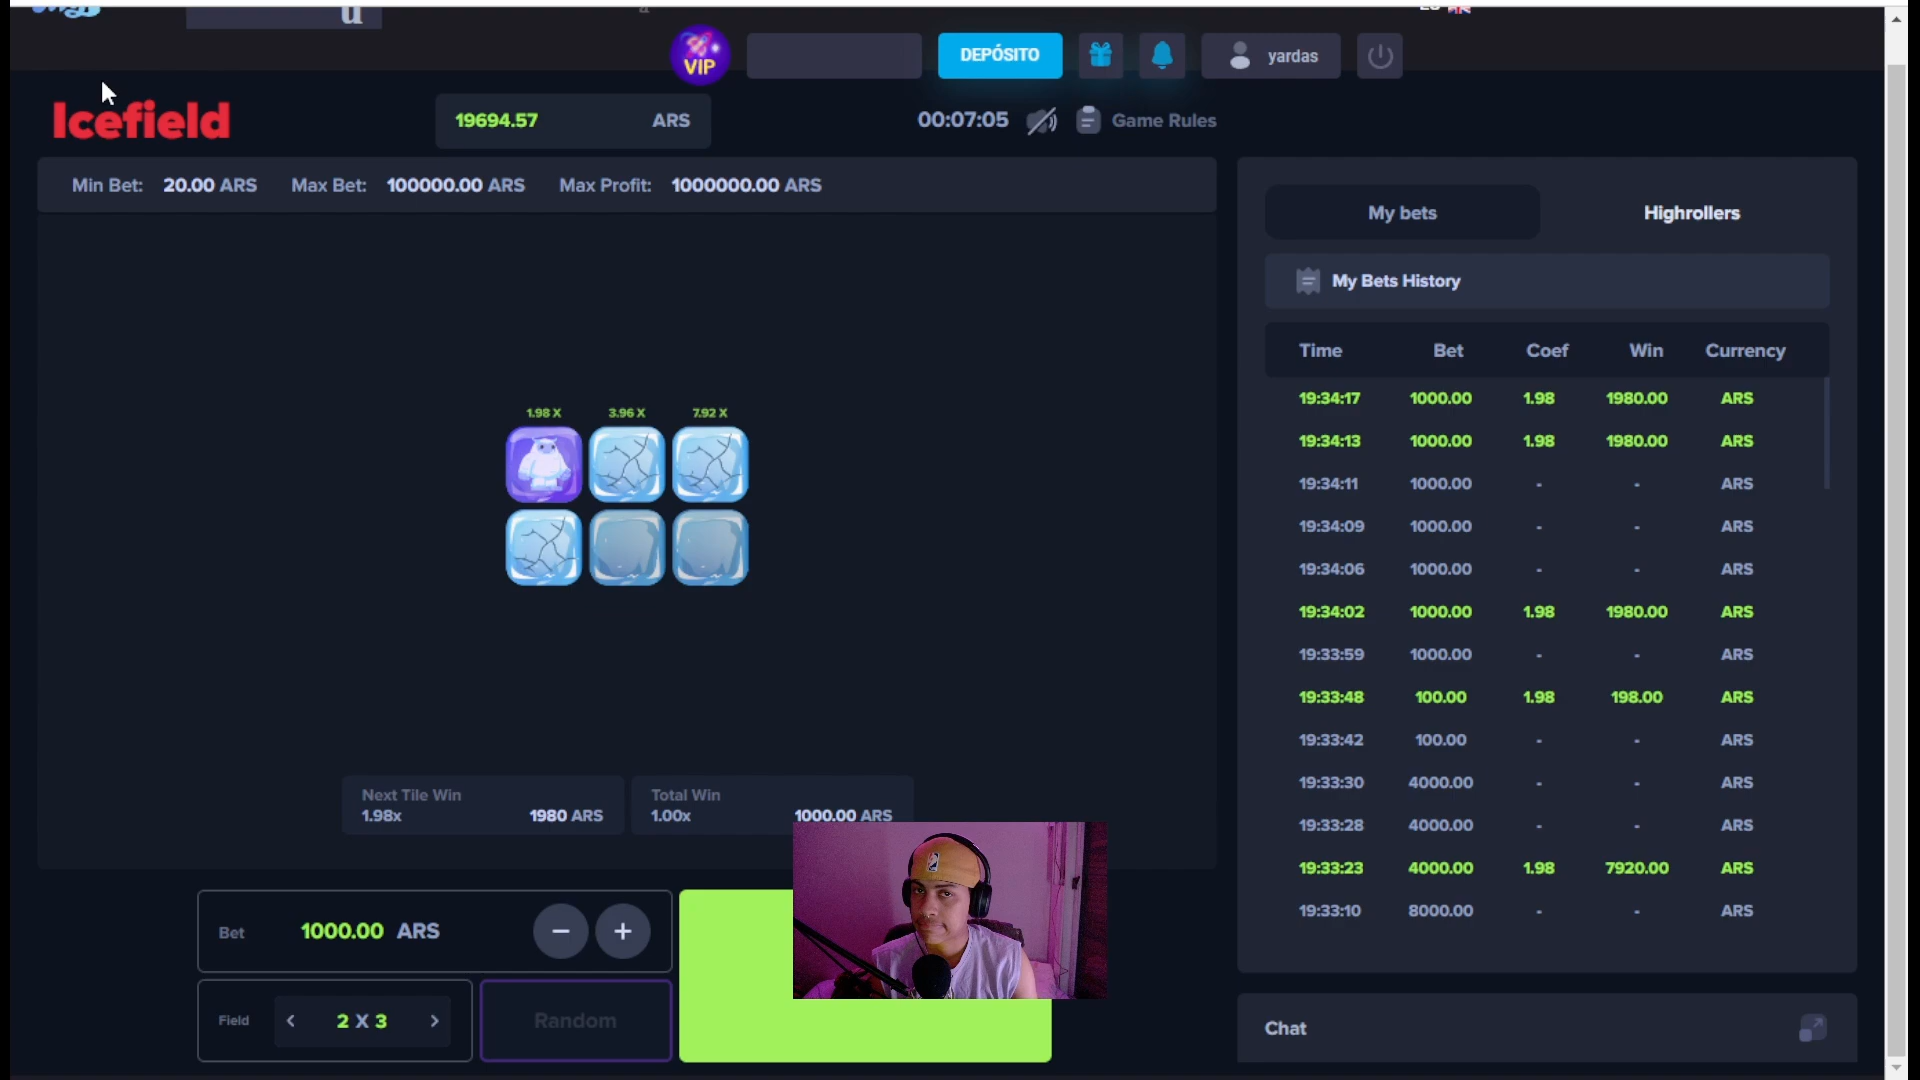 u
VIP
DEPÓSITO
yardas
Icefield
19694.57 ARS
00:07:05
Game Rules
Min Bet: 20.00 ARS Max Bet: 100000.00 ARS Max Profit: 1000000.00 ARS
1.98 X 3.96 X 7.92 X
Next Tile Win
1.98x 1980 ARS
Total Win
1.00x 1000.00 ARS
Bet 1000.00 ARS − +
Field < 2 X 3 >
Random
My bets Highrollers
My Bets History
Time Bet Coef Win Currency
19:34:17 1000.00 1.98 1980.00 ARS
19:34:13 1000.00 1.98 1980.00 ARS
19:34:11 1000.00 - - ARS
19:34:09 1000.00 - - ARS
19:34:06 1000.00 - - ARS
19:34:02 1000.00 1.98 1980.00 ARS
19:33:59 1000.00 - - ARS
19:33:48 100.00 1.98 198.00 ARS
19:33:42 100.00 - - ARS
19:33:30 4000.00 - - ARS
19:33:28 4000.00 - - ARS
19:33:23 4000.00 1.98 7920.00 ARS
19:33:10 8000.00 - - ARS
Chat